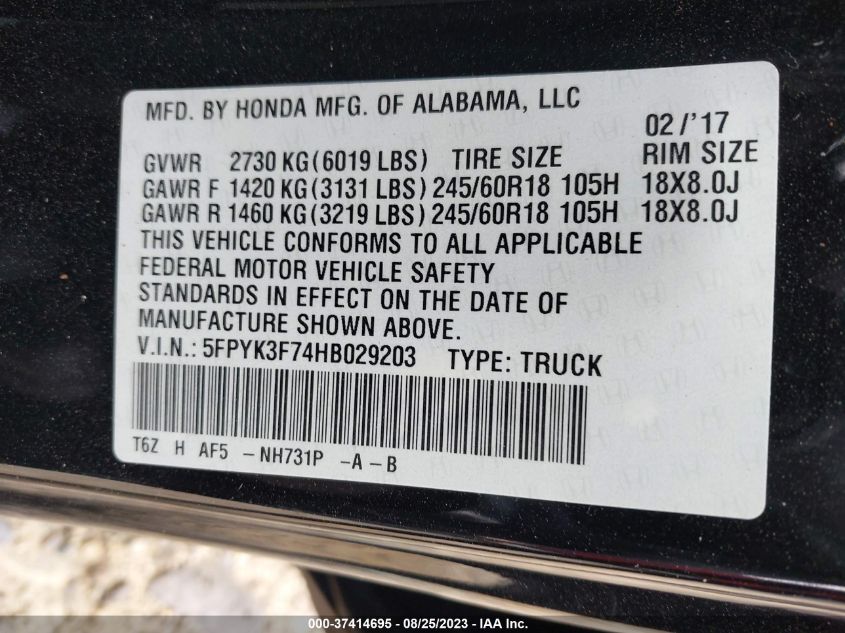 MFD. BY HONDA MFG. OF ALABAMA, LLC
02/'17
GVWR 2730 KG(6019 LBS) TIRE SIZE RIM SIZE
GAWR F 1420 KG(3131 LBS) 245/60R18 105H 18X8.0J
GAWR R 1460 KG(3219 LBS) 245/60R18 105H 18X8.0J
THIS VEHICLE CONFORMS TO ALL APPLICABLE
FEDERAL MOTOR VEHICLE SAFETY
STANDARDS IN EFFECT ON THE DATE OF
MANUFACTURE SHOWN ABOVE.
V.I.N.: 5FPYK3F74HB029203 TYPE: TRUCK
T6Z H AF5 -NH731P -A-B
000-37414695 - 08/25/2023 - IAA Inc.